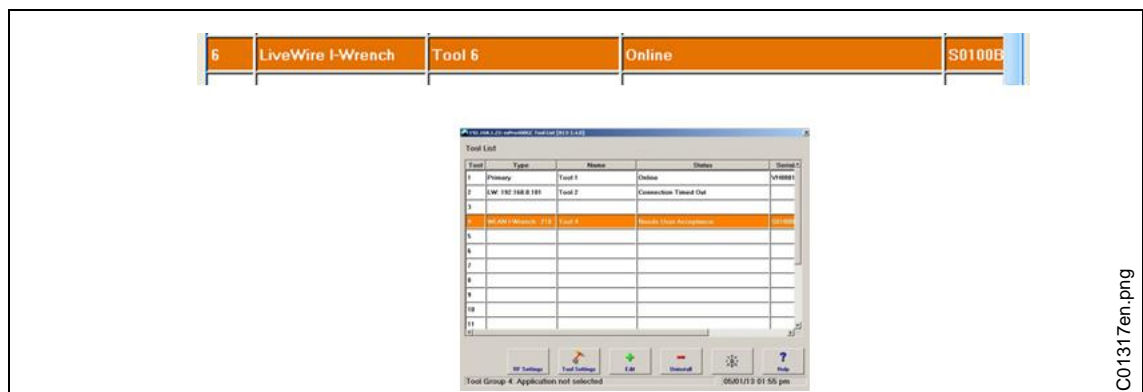 6 LiveWire I-Wrench Tool 6 Online S0100B
Tool List
Tool Type Name Status Serial
1 Primary Tool 1 Online
2 LW: 192.168.0.101 Tool 2 Connection Timed Out
3
4 WLAN I-Wrench Tool 4 Needs User Acceptance
5
6
7
8
9
10
11
RF Settings Tool Settings Edit Uninstall Help
Tool Group 4: Application not selected 05/01/13 01:55 pm
C01317en.png